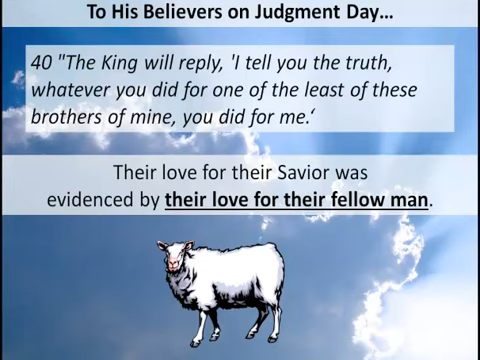 To His Believers on Judgment Day…
40 "The King will reply, 'I tell you the truth,
whatever you did for one of the least of these
brothers of mine, you did for me.‘
Their love for their Savior was
evidenced by their love for their fellow man.